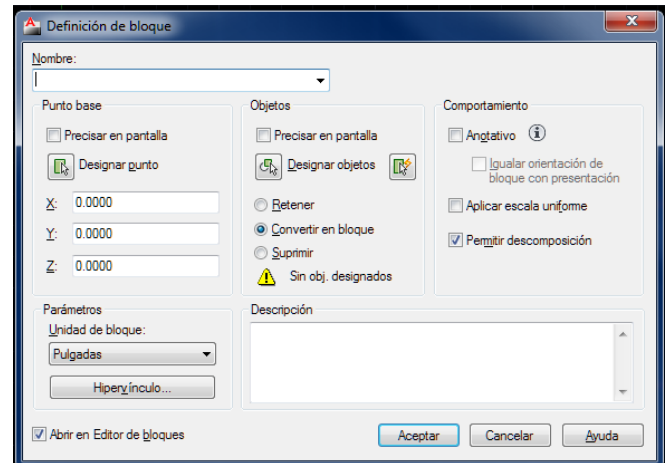 Definición de bloque
Nombre:
Punto base
Precisar en pantalla
Designar punto
X: 0.0000
Y: 0.0000
Z: 0.0000
Objetos
Precisar en pantalla
Designar objetos
Retener
Convertir en bloque
Suprimir
Sin obj. designados
Comportamiento
Anotativo
Igualar orientación de
bloque con presentación
Aplicar escala uniforme
Permitir descomposición
Parámetros
Unidad de bloque:
Pulgadas
Hipervínculo...
Descripción
Abrir en Editor de bloques
Aceptar
Cancelar
Ayuda